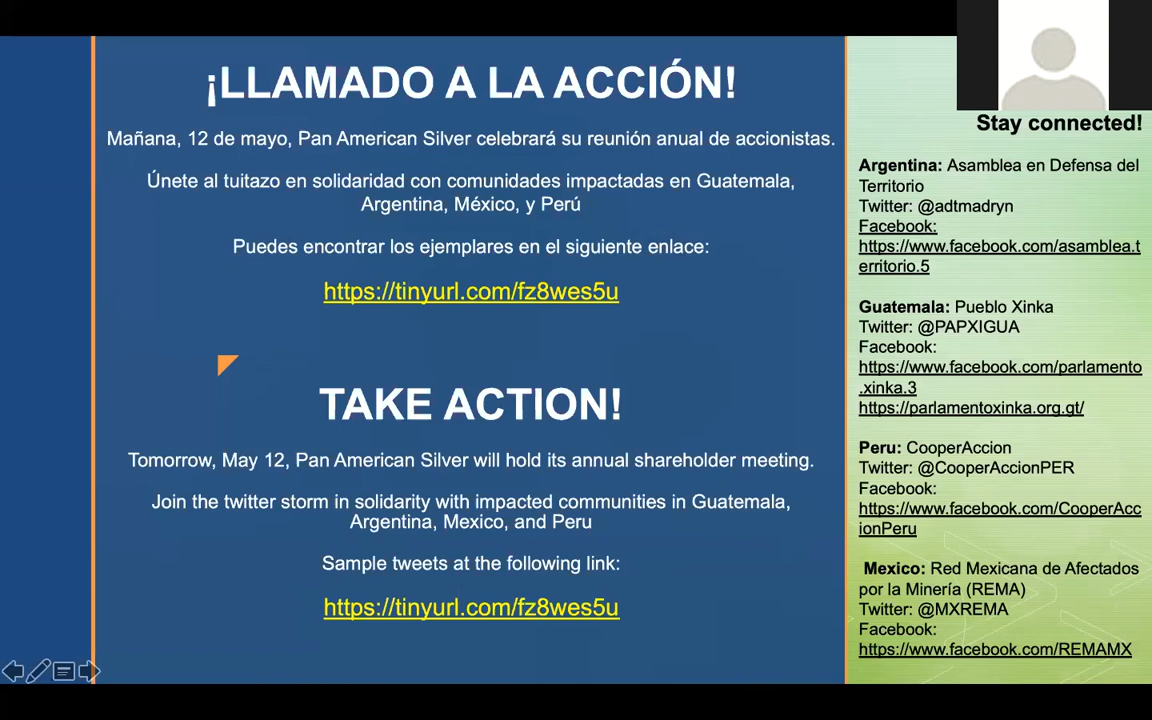 ¡LLAMADO A LA ACCIÓN!
Mañana, 12 de mayo, Pan American Silver celebrará su reunión anual de accionistas.
Únete al tuitazo en solidaridad con comunidades impactadas en Guatemala,
Argentina, México, y Perú
Puedes encontrar los ejemplares en el siguiente enlace:
https://tinyurl.com/fz8wes5u
TAKE ACTION!
Tomorrow, May 12, Pan American Silver will hold its annual shareholder meeting.
Join the twitter storm in solidarity with impacted communities in Guatemala,
Argentina, Mexico, and Peru
Sample tweets at the following link:
https://tinyurl.com/fz8wes5u
Stay connected!
Argentina: Asamblea en Defensa del
Territorio
Twitter: @adtmadryn
Facebook:
https://www.facebook.com/asamblea.t
erritorio.5
Guatemala: Pueblo Xinka
Twitter: @PAPXIGUA
Facebook:
https://www.facebook.com/parlamento
.xinka.3
https://parlamentoxinka.org.gt/
Peru: CooperAccion
Twitter: @CooperAccionPER
Facebook:
https://www.facebook.com/CooperAcc
ionPeru
Mexico: Red Mexicana de Afectados
por la Minería (REMA)
Twitter: @MXREMA
Facebook:
https://www.facebook.com/REMAMX